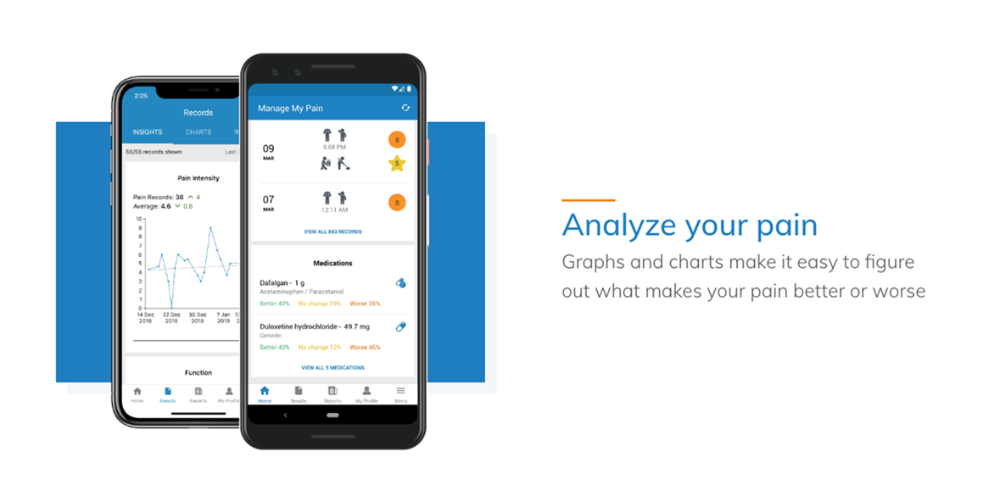 2:25
Records
INSIGHTS CHARTS R
55/55 records shown Last
Pain Intensity
Pain Records: 36 4
Average: 4.6 0.8
10
9
8
7
6
5
4
3
2
1
0
14 Dec 22 Dec 30 Dec 7 Jan
2018 2018 2018 2019
Function
Home Results Reports My Profile
Manage My Pain
09
MAR
5:08 PM
8
5
07
MAR
12:11 AM
8
VIEW ALL 883 RECORDS
Medications
Dafalgan - 1 g
Acetaminophen / Paracetamol
Better 43% No change 19% Worse 36%
Duloxetine hydrochloride - 49.7 mg
Generic
Better 40% No change 12% Worse 46%
VIEW ALL 5 MEDICATIONS
Home Results Reports My Profile Menu
Analyze your pain
Graphs and charts make it easy to figure
out what makes your pain better or worse